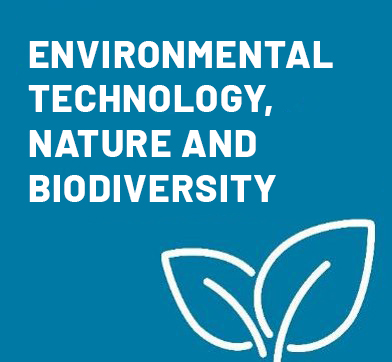 ENVIRONMENTAL
TECHNOLOGY,
NATURE AND
BIODIVERSITY